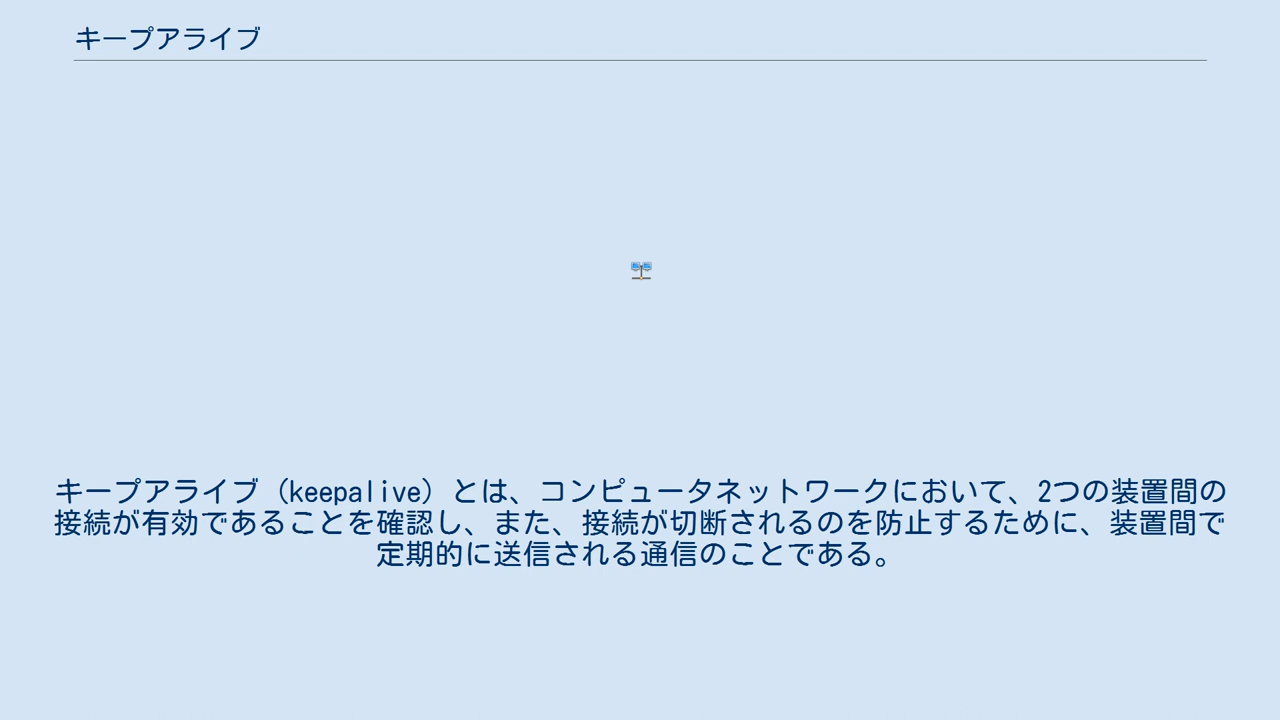 キープアライブ
キープアライブ（keepalive）とは、コンピュータネットワークにおいて、2つの装置間の
接続が有効であることを確認し、また、接続が切断されるのを防止するために、装置間で
定期的に送信される通信のことである。